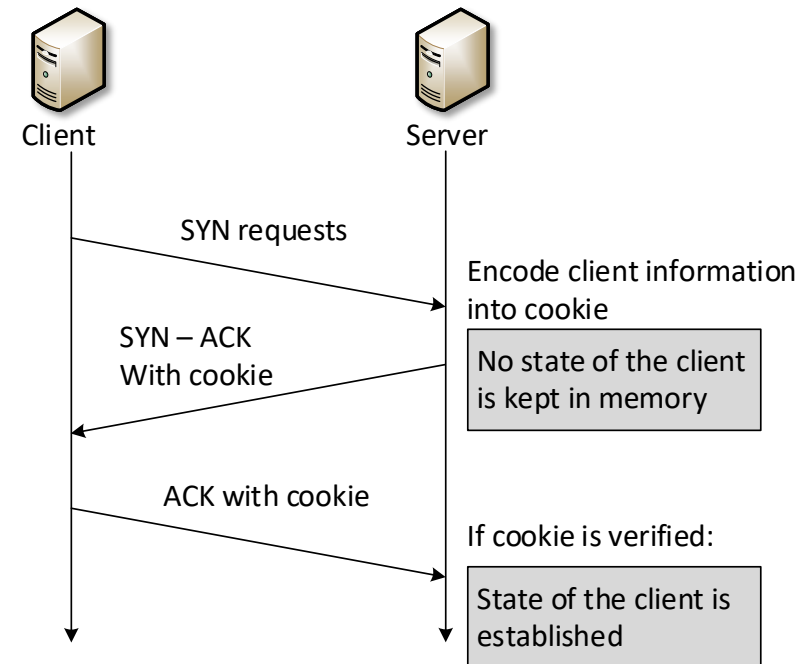 Client
Server
SYN requests
Encode client information
into cookie
SYN – ACK
With cookie
No state of the client
is kept in memory
ACK with cookie
If cookie is verified:
State of the client is
established